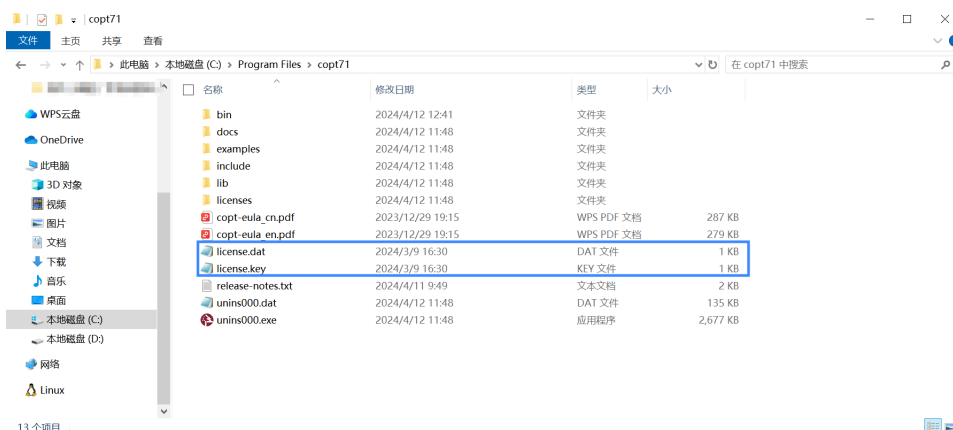 copt71
文件 主页 共享 查看
此电脑 > 本地磁盘 (C:) > Program Files > copt71 在 copt71 中搜索
名称 修改日期 类型 大小
WPS云盘
OneDrive
此电脑
3D 对象
视频
图片
文档
下载
音乐
桌面
本地磁盘 (C:)
本地磁盘 (D:)
网络
Linux
bin 2024/4/12 12:41 文件夹
docs 2024/4/12 11:48 文件夹
examples 2024/4/12 11:48 文件夹
include 2024/4/12 11:48 文件夹
lib 2024/4/12 11:48 文件夹
licenses 2024/4/12 11:48 文件夹
copt-eula_cn.pdf 2023/12/29 19:15 WPS PDF 文档 287 KB
copt-eula_en.pdf 2023/12/29 19:15 WPS PDF 文档 279 KB
license.dat 2024/3/9 16:30 DAT 文件 1 KB
license.key 2024/3/9 16:30 KEY 文件 1 KB
release-notes.txt 2024/4/11 9:49 文本文档 2 KB
unins000.dat 2024/4/12 11:48 DAT 文件 135 KB
unins000.exe 2024/4/12 11:48 应用程序 2,677 KB
13 个项目